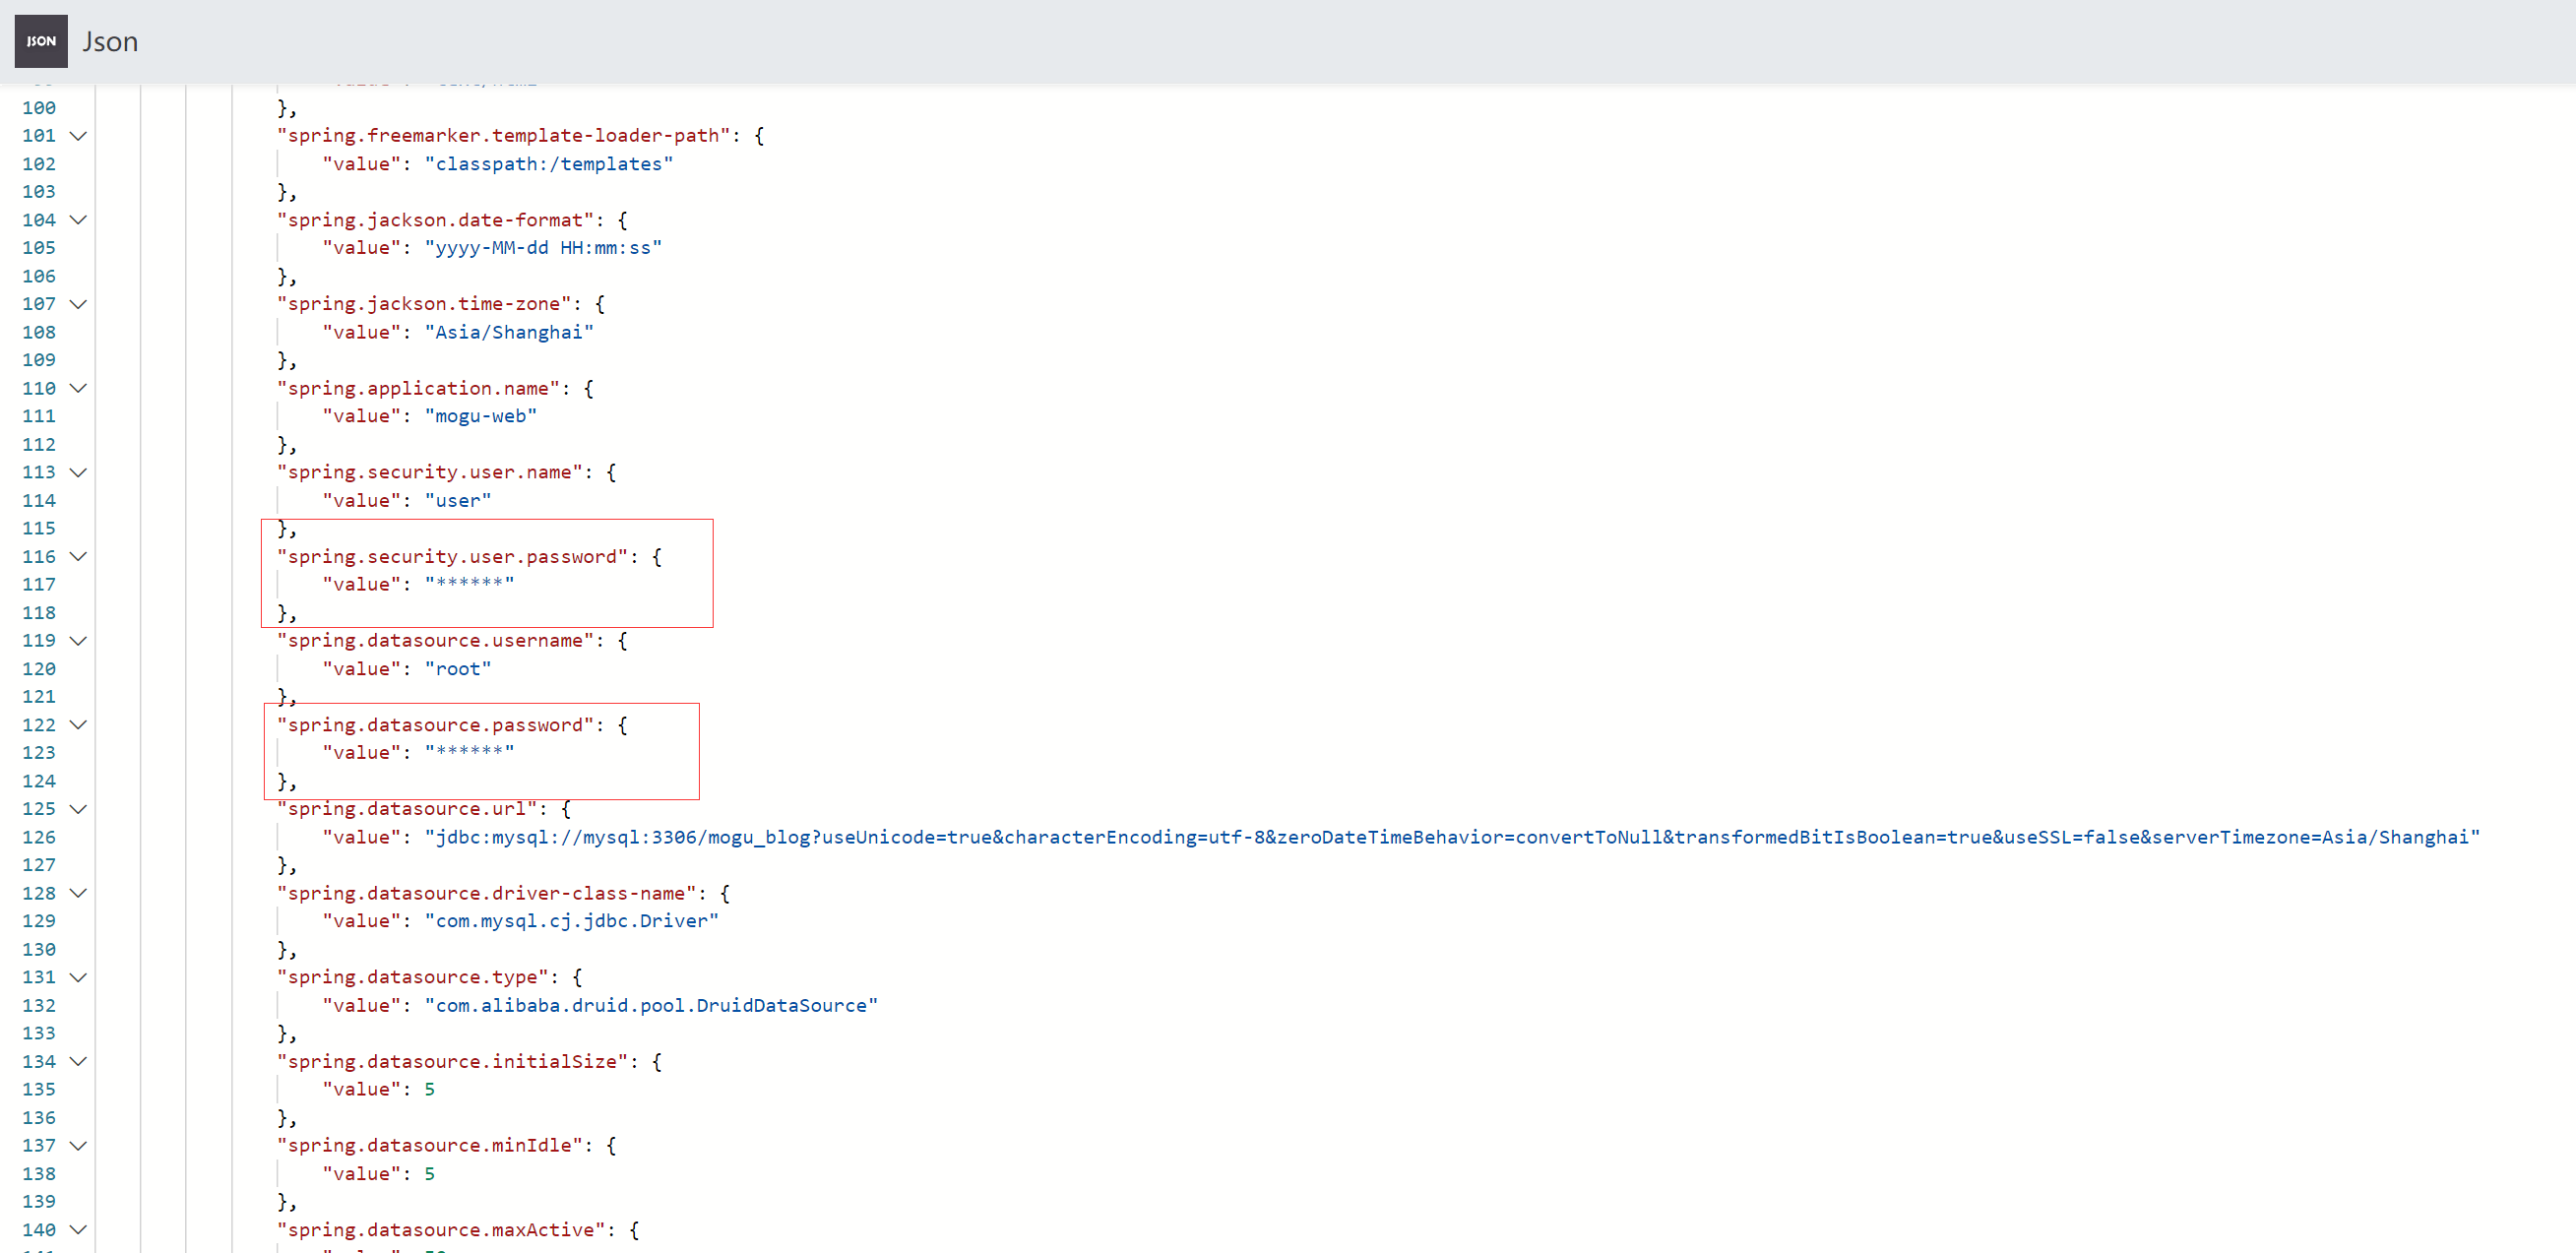 JSON Json
100 },
101 "spring.freemarker.template-loader-path": {
102 "value": "classpath:/templates"
103 },
104 "spring.jackson.date-format": {
105 "value": "yyyy-MM-dd HH:mm:ss"
106 },
107 "spring.jackson.time-zone": {
108 "value": "Asia/Shanghai"
109 },
110 "spring.application.name": {
111 "value": "mogu-web"
112 },
113 "spring.security.user.name": {
114 "value": "user"
115 },
116 "spring.security.user.password": {
117 "value": "******"
118 },
119 "spring.datasource.username": {
120 "value": "root"
121 },
122 "spring.datasource.password": {
123 "value": "******"
124 },
125 "spring.datasource.url": {
126 "value": "jdbc:mysql://mysql:3306/mogu_blog?useUnicode=true&characterEncoding=utf-8&zeroDateTimeBehavior=convertToNull&transformedBitIsBoolean=true&useSSL=false&serverTimezone=Asia/Shanghai"
127 },
128 "spring.datasource.driver-class-name": {
129 "value": "com.mysql.cj.jdbc.Driver"
130 },
131 "spring.datasource.type": {
132 "value": "com.alibaba.druid.pool.DruidDataSource"
133 },
134 "spring.datasource.initialSize": {
135 "value": 5
136 },
137 "spring.datasource.minIdle": {
138 "value": 5
139 },
140 "spring.datasource.maxActive": {